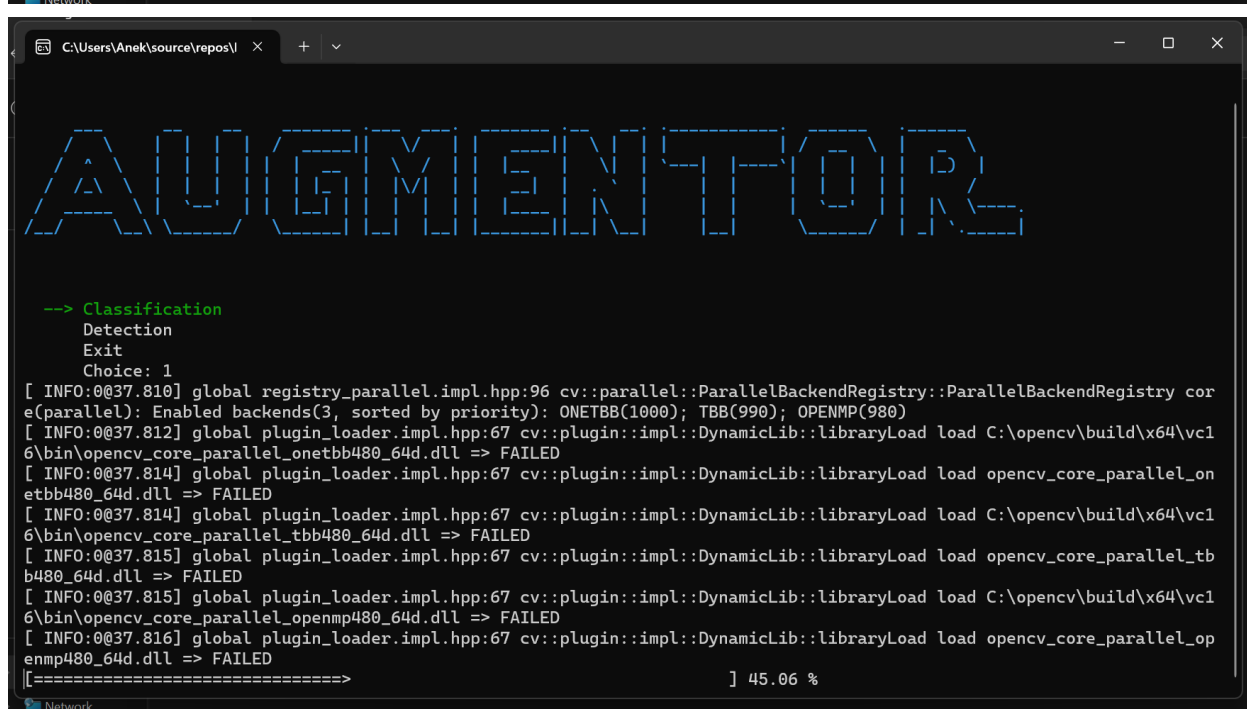 Network
C:\Users\Anek\source\repos\I
AUGMENTOR
--> Classification
Detection
Exit
Choice: 1
[ INFO:0@37.810] global registry_parallel.impl.hpp:96 cv::parallel::ParallelBackendRegistry::ParallelBackendRegistry cor
e(parallel): Enabled backends(3, sorted by priority): ONETBB(1000); TBB(990); OPENMP(980)
[ INFO:0@37.812] global plugin_loader.impl.hpp:67 cv::plugin::impl::DynamicLib::libraryLoad load C:\opencv\build\x64\vc1
6\bin\opencv_core_parallel_onetbb480_64d.dll => FAILED
[ INFO:0@37.814] global plugin_loader.impl.hpp:67 cv::plugin::impl::DynamicLib::libraryLoad load opencv_core_parallel_on
etbb480_64d.dll => FAILED
[ INFO:0@37.814] global plugin_loader.impl.hpp:67 cv::plugin::impl::DynamicLib::libraryLoad load C:\opencv\build\x64\vc1
6\bin\opencv_core_parallel_tbb480_64d.dll => FAILED
[ INFO:0@37.815] global plugin_loader.impl.hpp:67 cv::plugin::impl::DynamicLib::libraryLoad load opencv_core_parallel_tb
b480_64d.dll => FAILED
[ INFO:0@37.815] global plugin_loader.impl.hpp:67 cv::plugin::impl::DynamicLib::libraryLoad load C:\opencv\build\x64\vc1
6\bin\opencv_core_parallel_openmp480_64d.dll => FAILED
[ INFO:0@37.816] global plugin_loader.impl.hpp:67 cv::plugin::impl::DynamicLib::libraryLoad load opencv_core_parallel_op
enmp480_64d.dll => FAILED
[===============================> ] 45.06 %
Network